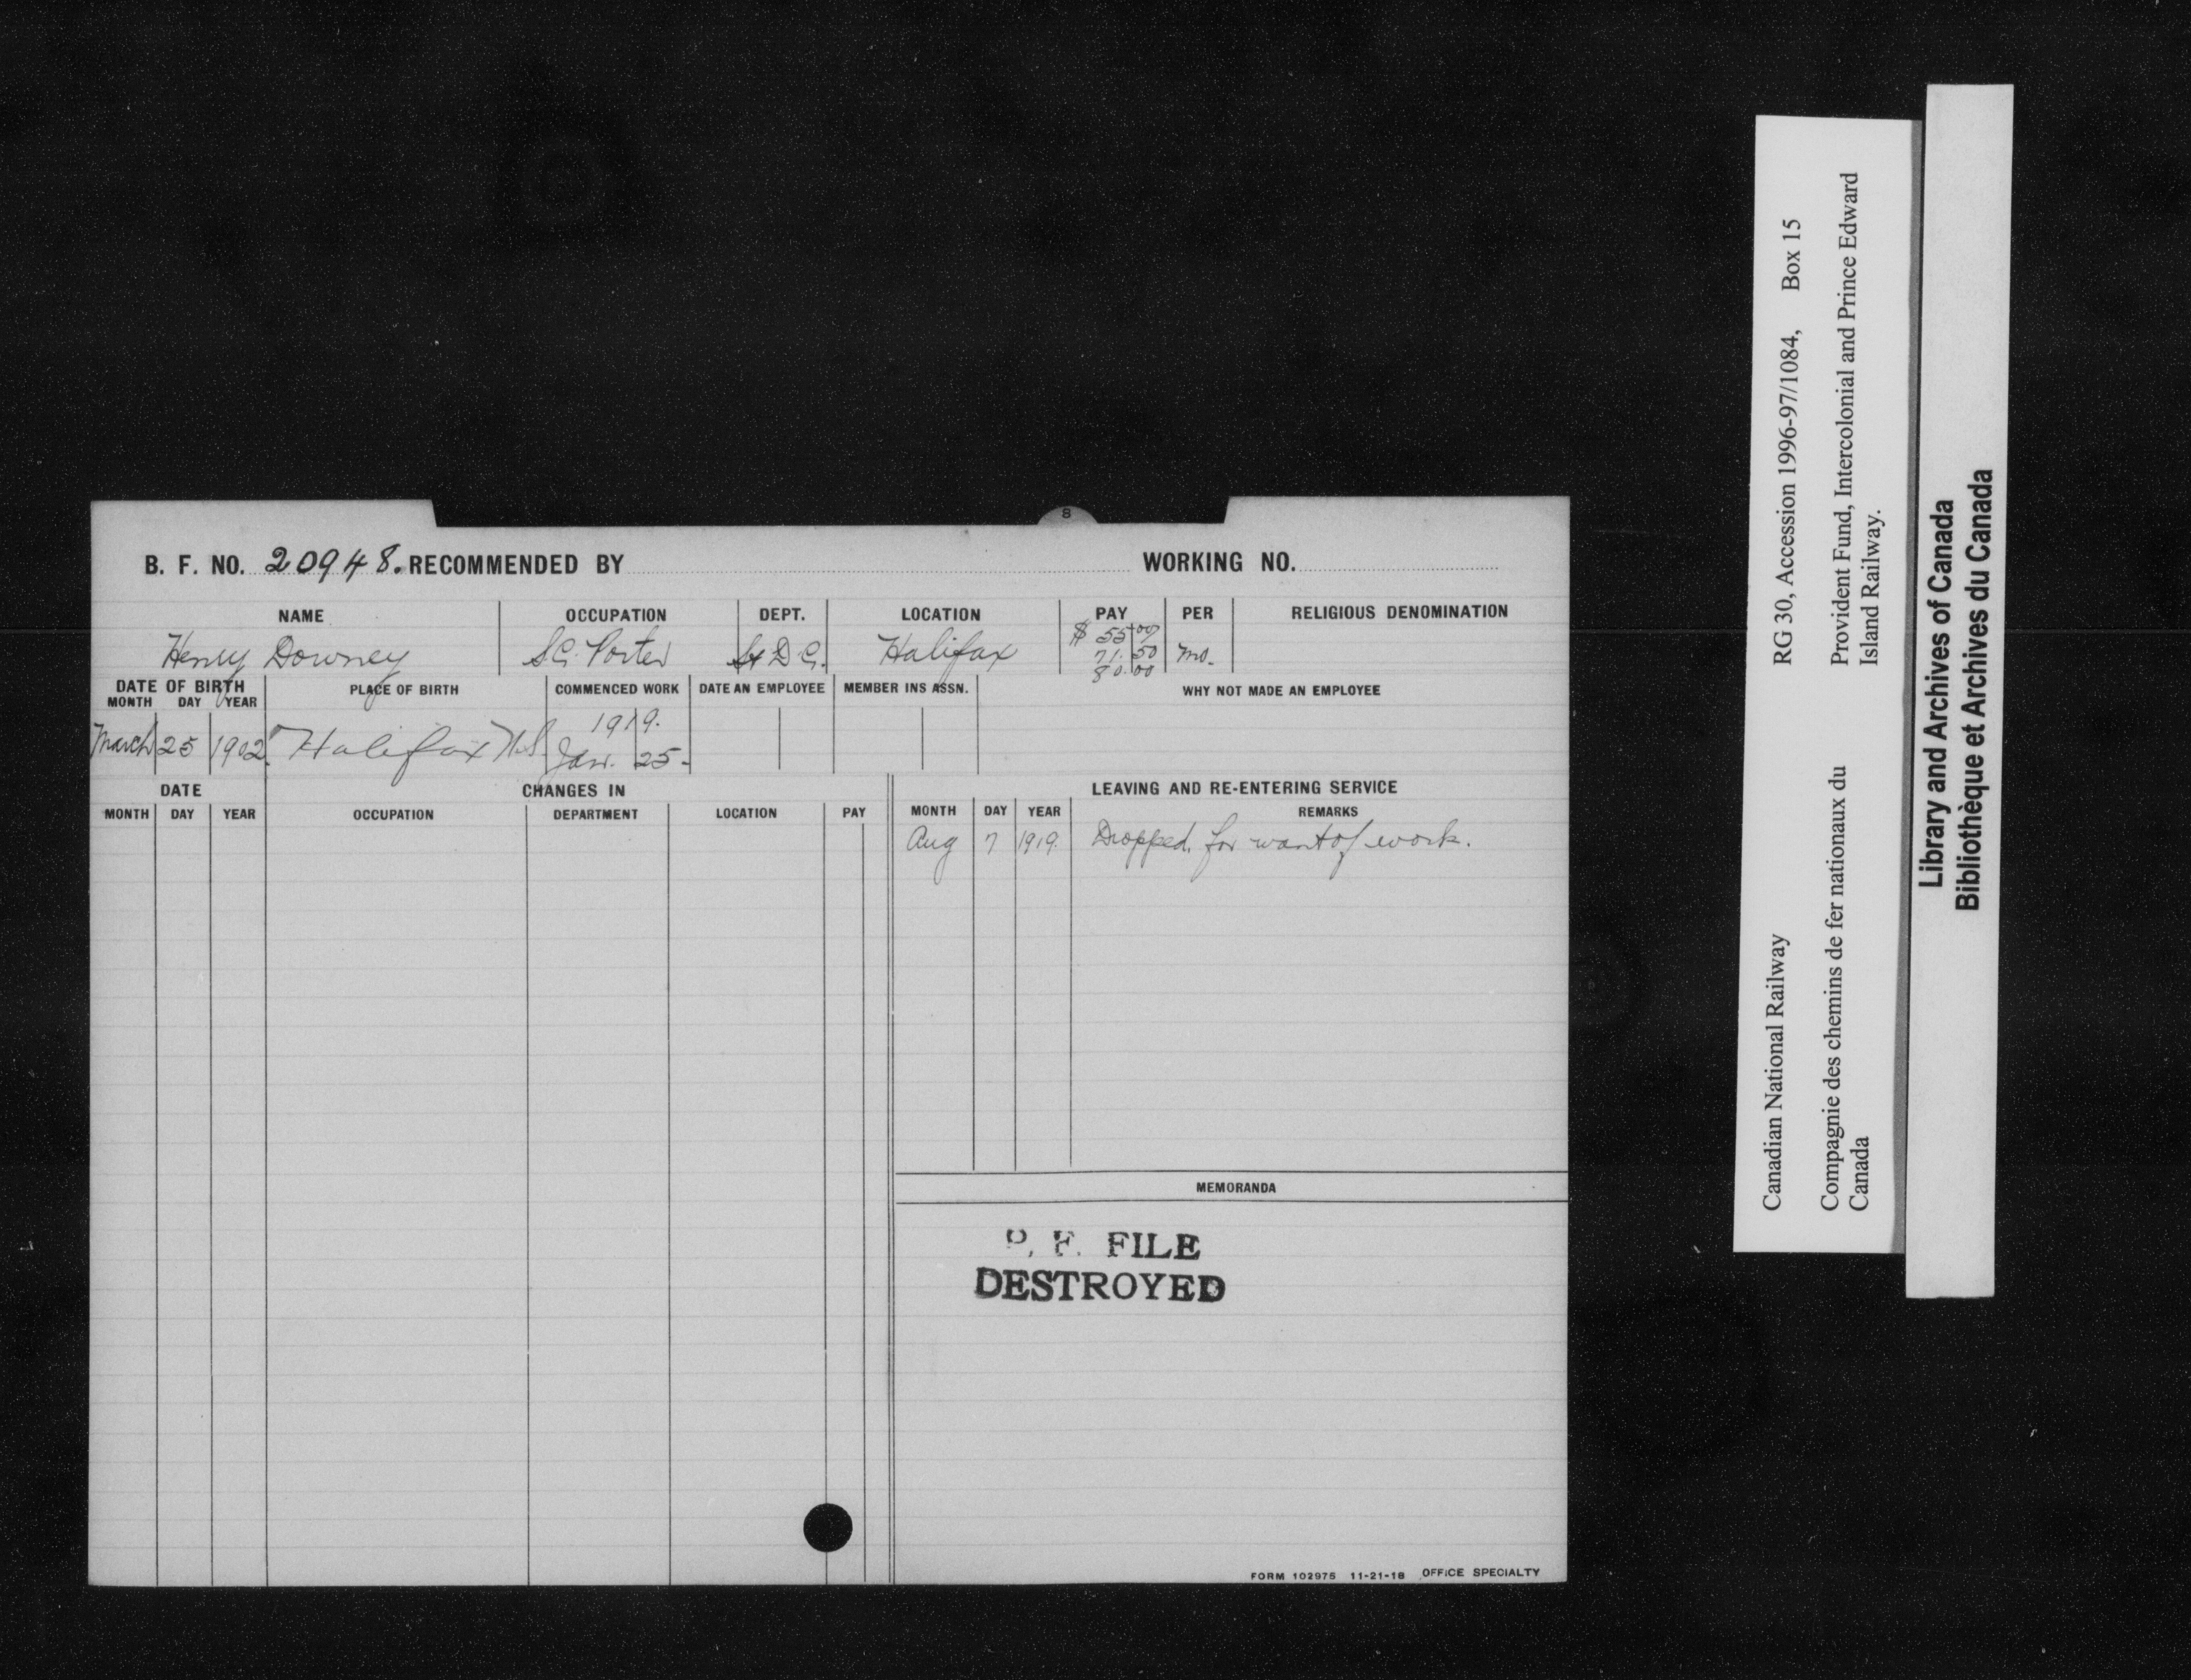 8
B. F. NO. 20948. RECOMMENDED BY WORKING NO.
NAME OCCUPATION DEPT. LOCATION PAY PER RELIGIOUS DENOMINATION
$ 55.00
Henry Downey S.C. Porter D.C. Halifax 71.50 mo.
80.00
DATE OF BIRTH PLACE OF BIRTH COMMENCED WORK DATE AN EMPLOYEE MEMBER INS ASSN. WHY NOT MADE AN EMPLOYEE
MONTH DAY YEAR
1919.
March 25 1902. Halifax N.S. Jan. 25.
DATE CHANGES IN
MONTH DAY YEAR OCCUPATION DEPARTMENT LOCATION PAY
LEAVING AND RE-ENTERING SERVICE
MONTH DAY YEAR REMARKS
Aug 7 1919. Dropped, for want of work.
MEMORANDA
P. F. FILE
DESTROYED
FORM 102975 11-21-18 OFFICE SPECIALTY
Canadian National Railway RG 30, Accession 1996-97/1084, Box 15
Compagnie des chemins de fer nationaux du
Canada
Provident Fund, Intercolonial and Prince Edward
Island Railway.
Library and Archives of Canada
Bibliothèque et Archives du Canada